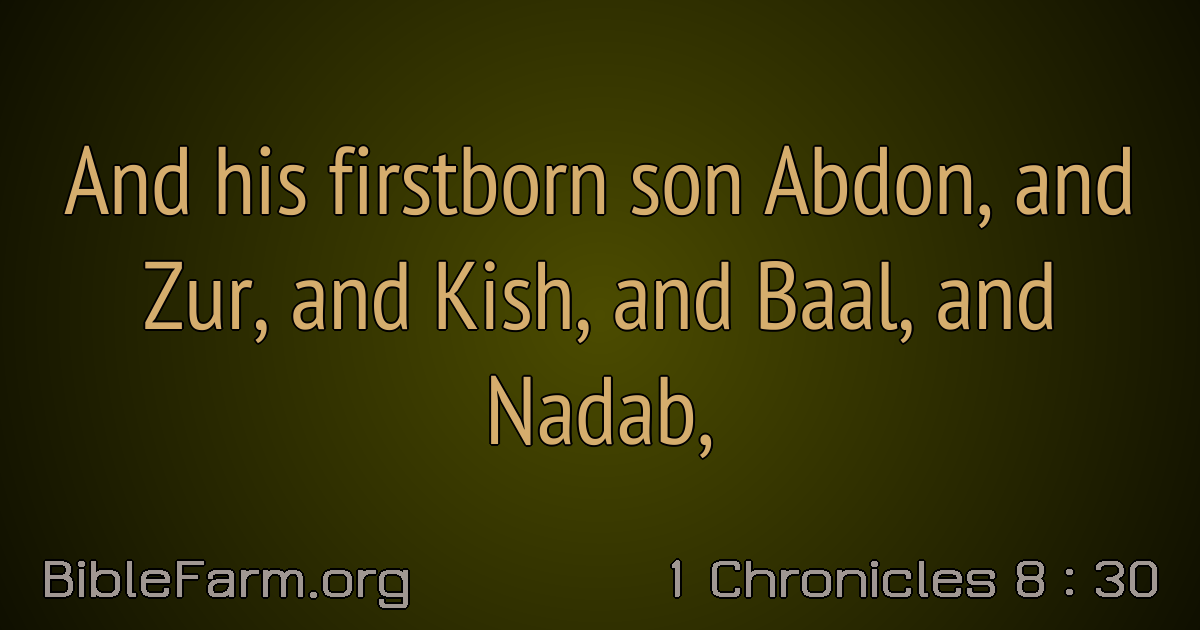 And his firstborn son Abdon, and
Zur, and Kish, and Baal, and
Nadab,
BibleFarm.org
1 Chronicles 8 : 30